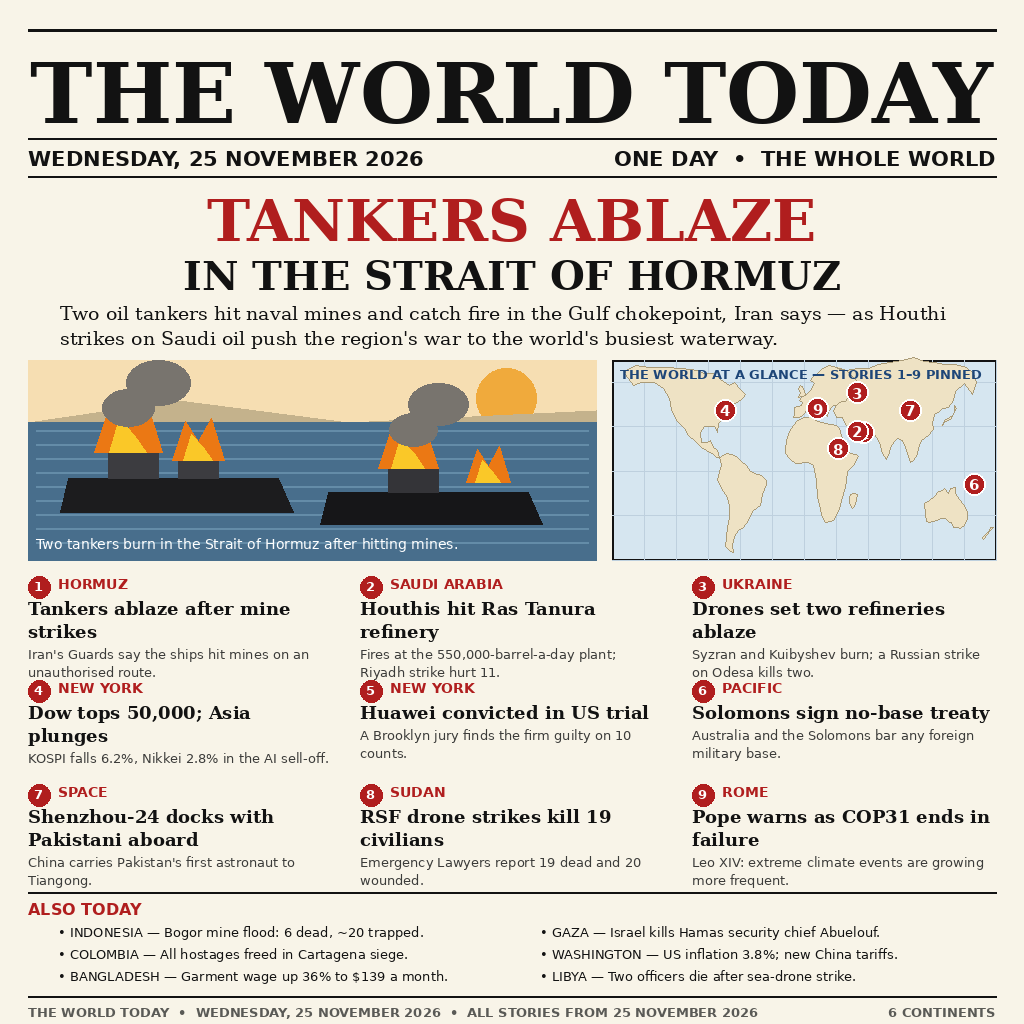 THE WORLD TODAY
WEDNESDAY, 25 NOVEMBER 2026
ONE DAY • THE WHOLE WORLD
TANKERS ABLAZE
IN THE STRAIT OF HORMUZ
Two oil tankers hit naval mines and catch fire in the Gulf chokepoint, Iran says — as Houthi
strikes on Saudi oil push the region's war to the world's busiest waterway.
Two tankers burn in the Strait of Hormuz after hitting mines.
THE WORLD AT A GLANCE — STORIES 1–9 PINNED
4
9
3
7
2
8
6
1 HORMUZ
Tankers ablaze after mine
strikes
Iran's Guards say the ships hit mines on an
unauthorised route.
2 SAUDI ARABIA
Houthis hit Ras Tanura
refinery
Fires at the 550,000-barrel-a-day plant;
Riyadh strike hurt 11.
3 UKRAINE
Drones set two refineries
ablaze
Syzran and Kuibyshev burn; a Russian strike
on Odesa kills two.
4 NEW YORK
Dow tops 50,000; Asia
plunges
KOSPI falls 6.2%, Nikkei 2.8% in the AI sell-off.
5 NEW YORK
Huawei convicted in US trial
A Brooklyn jury finds the firm guilty on 10
counts.
6 PACIFIC
Solomons sign no-base treaty
Australia and the Solomons bar any foreign
military base.
7 SPACE
Shenzhou-24 docks with
Pakistani aboard
China carries Pakistan's first astronaut to
Tiangong.
8 SUDAN
RSF drone strikes kill 19
civilians
Emergency Lawyers report 19 dead and 20
wounded.
9 ROME
Pope warns as COP31 ends in
failure
Leo XIV: extreme climate events are growing
more frequent.
ALSO TODAY
• INDONESIA — Bogor mine flood: 6 dead, ~20 trapped.
• COLOMBIA — All hostages freed in Cartagena siege.
• BANGLADESH — Garment wage up 36% to $139 a month.
• GAZA — Israel kills Hamas security chief Abuelouf.
• WASHINGTON — US inflation 3.8%; new China tariffs.
• LIBYA — Two officers die after sea-drone strike.
THE WORLD TODAY • WEDNESDAY, 25 NOVEMBER 2026 • ALL STORIES FROM 25 NOVEMBER 2026
6 CONTINENTS